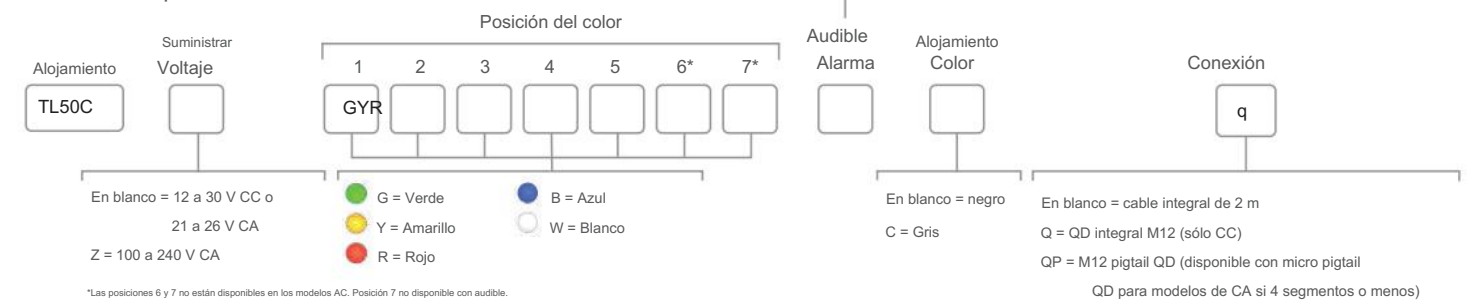 Posición del color
Suministrar
Voltaje
Audible
Alarma
Alojamiento
Color
Alojamiento
1 2 3 4 5 6* 7*
Conexión
TL50C
GYR
q
En blanco = 12 a 30 V CC o
21 a 26 V CA
Z = 100 a 240 V CA
G = Verde
Y = Amarillo
R = Rojo
B = Azul
W = Blanco
En blanco = negro
C = Gris
En blanco = cable integral de 2 m
Q = QD integral M12 (sólo CC)
QP = M12 pigtail QD (disponible con micro pigtail
QD para modelos de CA si 4 segmentos o menos)
*Las posiciones 6 y 7 no están disponibles en los modelos AC. Posición 7 no disponible con audible.